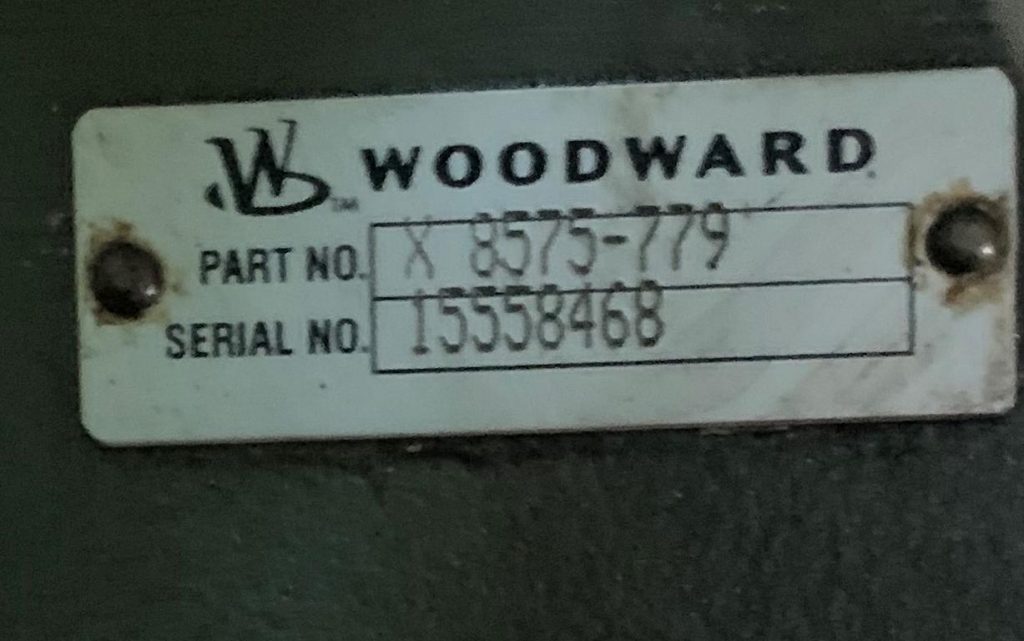 WOODWARD
PART NO. X 8575-779
SERIAL NO. 15558468